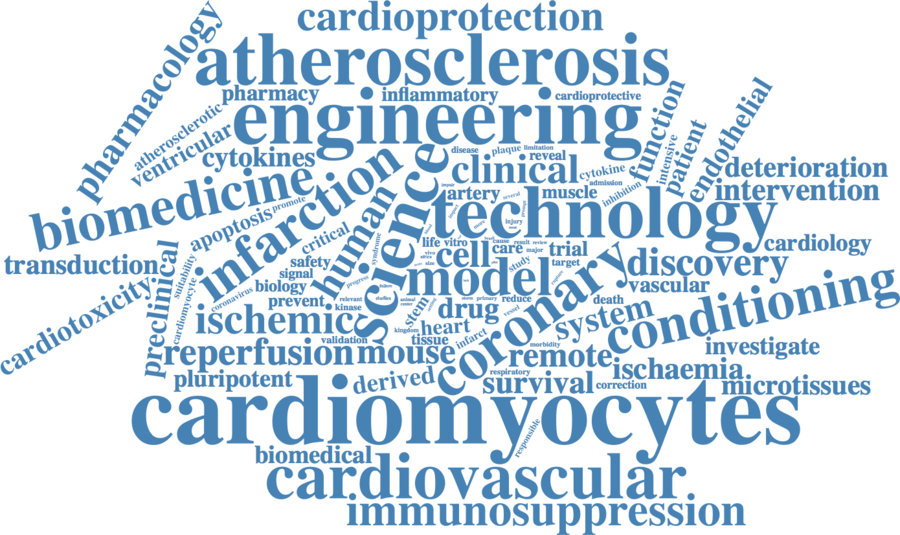 cardioprotection
atherosclerosis
pharmacology
pharmacy
inflammatory
cardioprotective
engineering
atherosclerotic
ventricular
cytokines
disease
plaque
limitation
reveal
function
intensive
patient
endothelial
clinical
cytokine
admission
deterioration
biomedicine
infarction
science
human
artery
several
muscle
inhibition
intervention
promote
apoptosis
technology
injury
critical
syndrome
life
vitro
cause
result
review
care
major
trial
cardiology
transduction
suitability
safety
cell
target
signal
study
discovery
cardiotoxicity
preclinical
cardiomyocyte
coronavirus
biology
progress
model
coronary
vascular
prevent
relevant
kinase
animal
primary
reduce
death
conditioning
ischemic
stem
drug
vessel
system
kingdom
heart
validation
tissue
infarct
morbidity
investigate
reperfusion
mouse
remote
ischaemia
pluripotent
derived
respiratory
survival
correction
microtissues
cardiomyocytes
responsible
biomedical
cardiovascular
immunosuppression